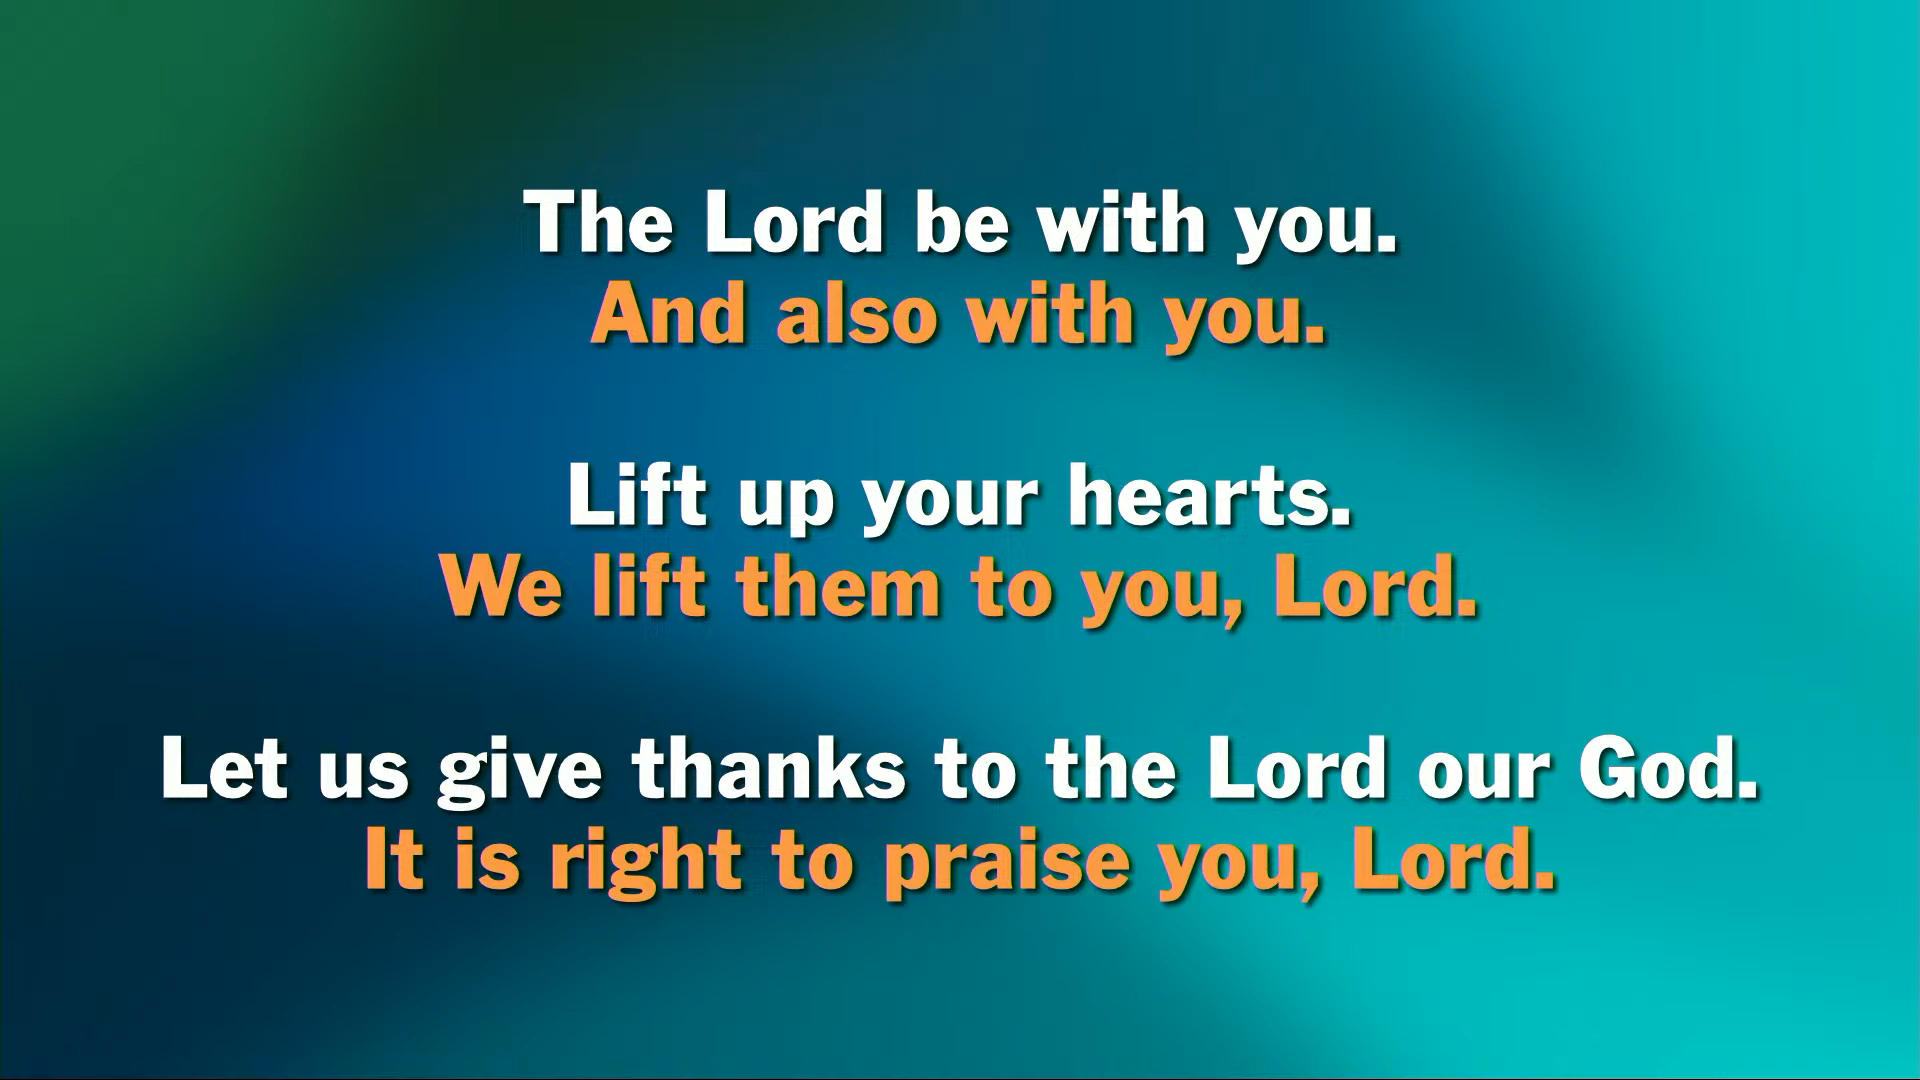 The Lord be with you.
And also with you.
Lift up your hearts.
We lift them to you, Lord.
Let us give thanks to the Lord our God.
It is right to praise you, Lord.